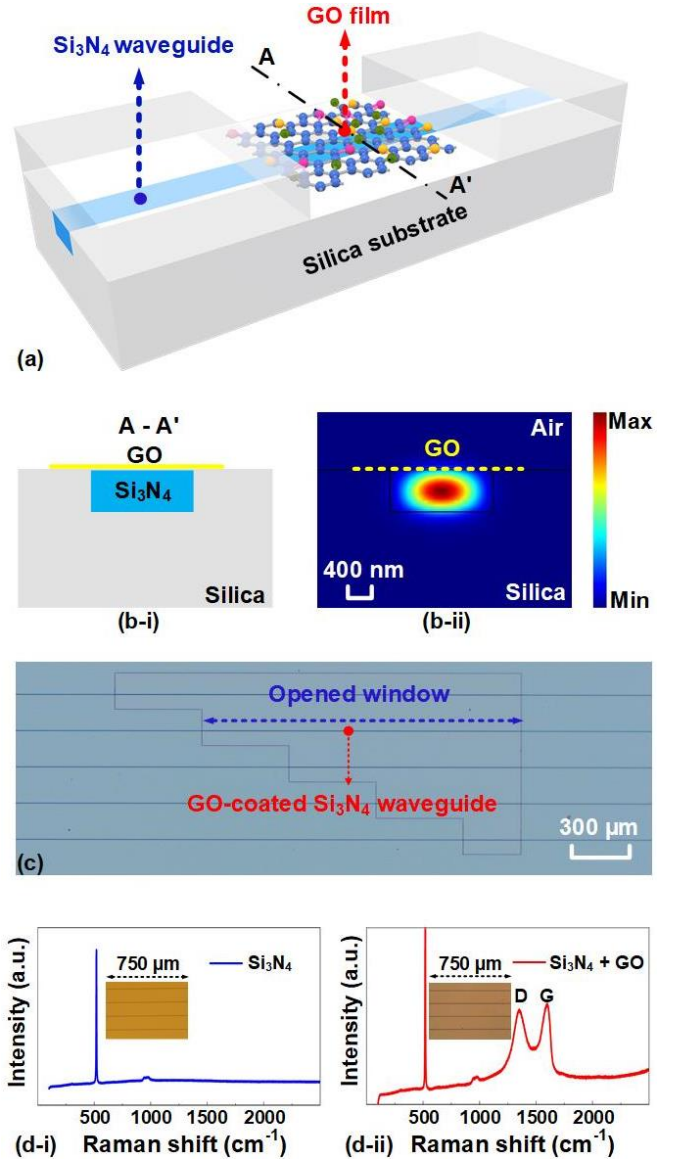 GO film
Si₃N₄ waveguide
A
A'
Silica substrate
(a)
A - A'
GO
Si₃N₄
Silica
(b-i)
Air
GO
400 nm
Silica
(b-ii)
Max
Min
Opened window
GO-coated Si₃N₄ waveguide
300 µm
(c)
Intensity (a.u.)
750 µm
Si₃N₄
500 1000 1500 2000
(d-i) Raman shift (cm⁻¹)
Intensity (a.u.)
750 µm
Si₃N₄ + GO
D G
500 1000 1500 2000
(d-ii) Raman shift (cm⁻¹)